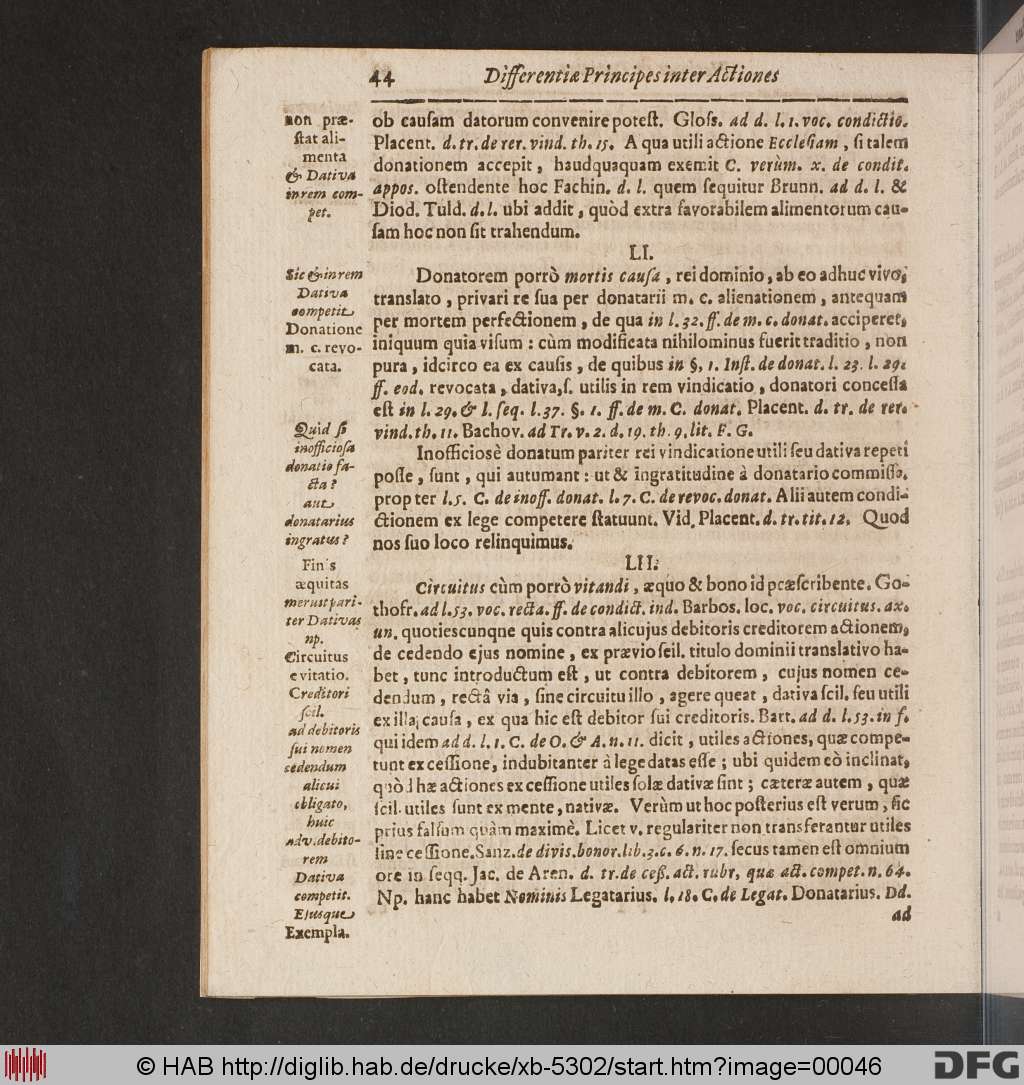 44 Differentiæ Principes inter Actiones
non præ-
ſtat ali-
menta
& Dativa
in rem com-
pet.
ob cauſam datorum convenire poteſt. Gloſs. ad d. l. 1. voc. condictio.
Placent. d. tr. de rer. vind. th. 15. A qua utili actione Eccleſiam, ſi talem
donationem accepit, haudquaquam exemit C. verùm. x. de condit.
appos. oſtendente hoc Fachin. d. l. quem ſequitur Brunn. ad d. l. &
Diod. Tuld. d. l. ubi addit, quòd extra favorabilem alimentorum cau-
ſam hoc non ſit trahendum.
LI.
Sic & in rem
Dativa
competit
Donatione
m. c. revo-
cata.
Donatorem porrò mortis cauſa, rei dominio, ab eo adhuc vivo,
translato, privari re ſua per donatarii m. c. alienationem, antequam
per mortem perfectionem, de qua in l. 32. ff. de m. c. donat. acciperet,
iniquum quia viſum: cùm modificata nihilominus fuerit traditio, non
pura, idcirco ea ex cauſis, de quibus in §. 1. Inſt. de donat. l. 23. l. 29.
ff. eod. revocata, dativa, ſ. utilis in rem vindicatio, donatori conceſſa
eſt in l. 29. & l. ſeq. l. 37. §. 1. ff. de m. C. donat. Placent. d. tr. de rer.
vind. th. 11. Bachov. ad Tr. v. 2. d. 19. th. 9. lit. F. G.
Quid ſi
inofficioſa
donatio fa-
cta?
aut
donatarius
ingratus?
Inofficiosè donatum pariter rei vindicatione utili ſeu dativa repeti
poſſe, ſunt, qui autumant: ut & ingratitudine à donatario commiſſa,
prop ter l. 5. C. de inoff. donat. l. 7. C. de revoc. donat. Alii autem condi-
ctionem ex lege competere ſtatuunt. Vid. Placent. d. tr. tit. 12. Quod
nos ſuo loco relinquimus.
LII.
Fin's
æquitas
meruit pari-
ter Dativas
np.
Circuitus
evitatio.
Creditori
ſcil.
ad debitoris
ſui nomen
cedendum
alicui
obligato,
huic
adv. debito-
rem
Dativa
competit.
Ejusque
Exempla.
Circuitus cùm porrò vitandi, æquo & bono id præſcribente. Go-
thofr. ad l. 53. voc. recta. ff. de condict. ind. Barbos. loc. voc. circuitus. ax.
un. quotiescunqne quis contra alicujus debitoris creditorem actionem,
de cedendo ejus nomine, ex prævio ſcil. titulo dominii translativo ha-
bet, tunc introductum eſt, ut contra debitorem, cujus nomen ce-
dendum, rectâ via, ſine circuitu illo, agere queat, dativa ſcil. ſeu utili
ex illa cauſa, ex qua hic eſt debitor ſui creditoris. Bart. ad d. l. 53. in f.
qui idem ad d. l. 1. C. de O. & A. n. 11. dicit, utiles actiones, quæ compe-
tunt ex ceſſione, indubitanter à lege datas eſſe; ubi quidem eò inclinat,
quòd hæ actiones ex ceſſione utiles ſolæ dativæ ſint; cæteræ autem, quæ
ſcil. utiles ſunt ex mente, nativæ. Verùm ut hoc poſterius eſt verum, ſic
prius falſum quàm maximè. Licet v. regulariter non transferantur utiles
ſine ceſſione. Sanz. de divis. bonor. lib. 3. c. 6. n. 17. ſecus tamen eſt omnium
ore in ſeqq. Jac. de Aren. d. tr. de ceß. act. rubr, quæ act. compet. n. 64.
Np. hanc habet Nominis Legatarius. l. 18. C. de Legat. Donatarius. Dd.
ad
© HAB http://diglib.hab.de/drucke/xb-5302/start.htm?image=00046
DFG